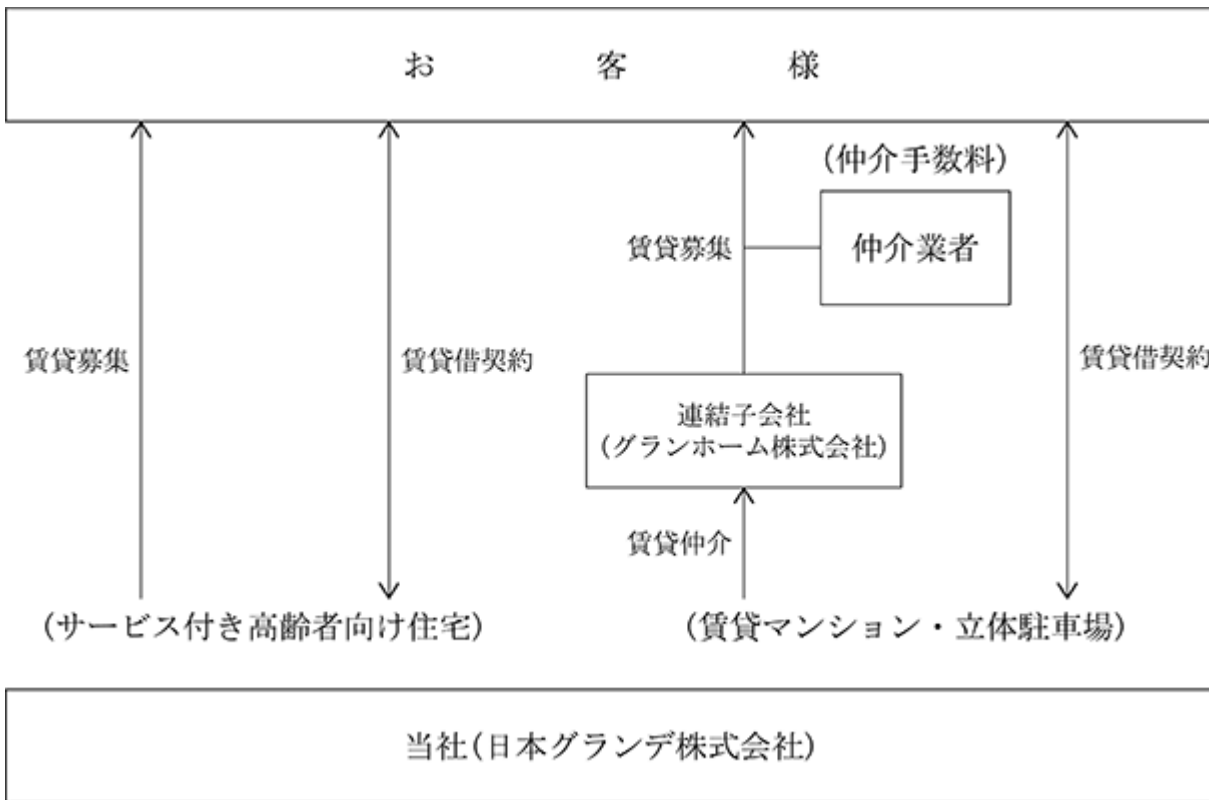 お客様
(仲介手数料)
仲介業者
賃貸募集
賃貸募集
賃貸借契約
賃貸借契約
連結子会社
(グランホーム株式会社)
賃貸仲介
(サービス付き高齢者向け住宅)
(賃貸マンション・立体駐車場)
当社(日本グランデ株式会社)